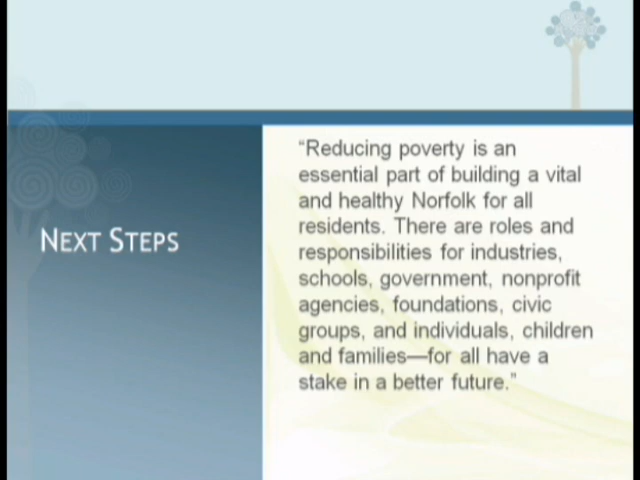 NEXT STEPS
“Reducing poverty is an
essential part of building a vital
and healthy Norfolk for all
residents. There are roles and
responsibilities for industries,
schools, government, nonprofit
agencies, foundations, civic
groups, and individuals, children
and families—for all have a
stake in a better future.”